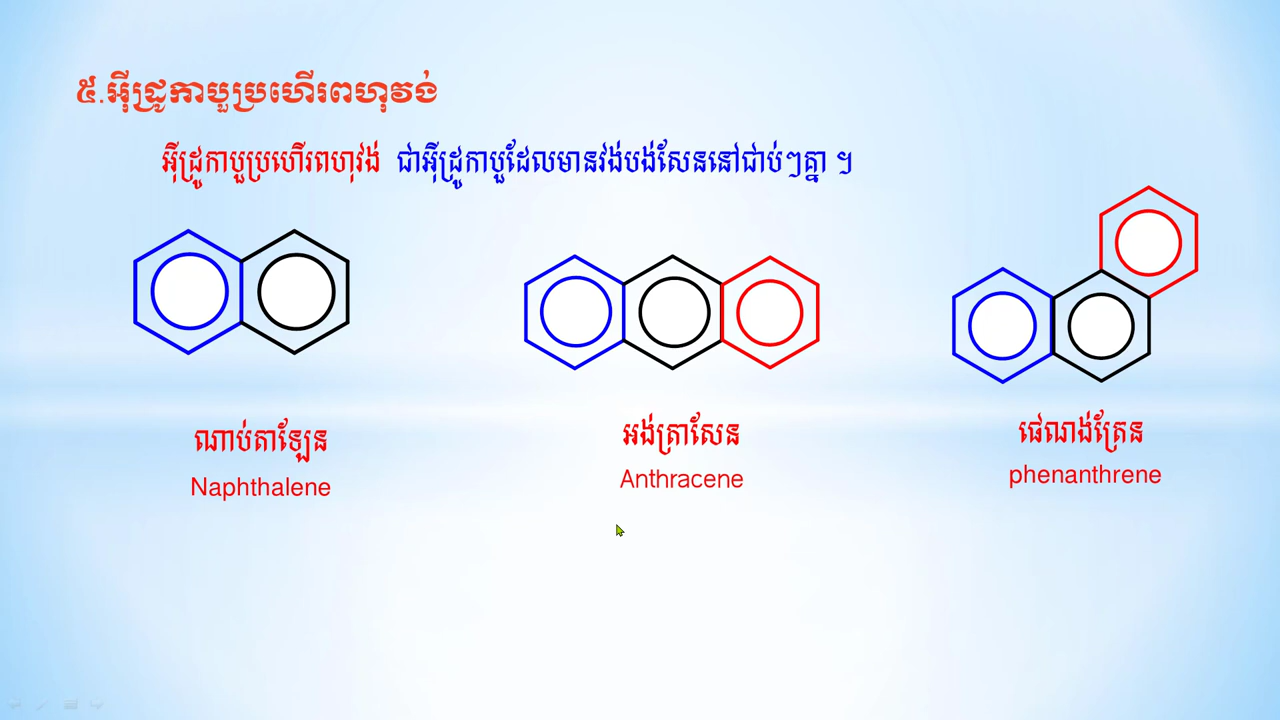 ៥.អ៊ីដ្រូកាបួប្រហើរពហុវង់
អ៊ីដ្រូកាបួប្រហើរពហុវង់ ជាអ៊ីដ្រូកាបួដែលមានវង់បង់សែននៅជាប់ៗគ្នា ។
ណាប់តាឡែន
Naphthalene
អង់ត្រាសែន
Anthracene
ផេណង់ត្រែន
phenanthrene